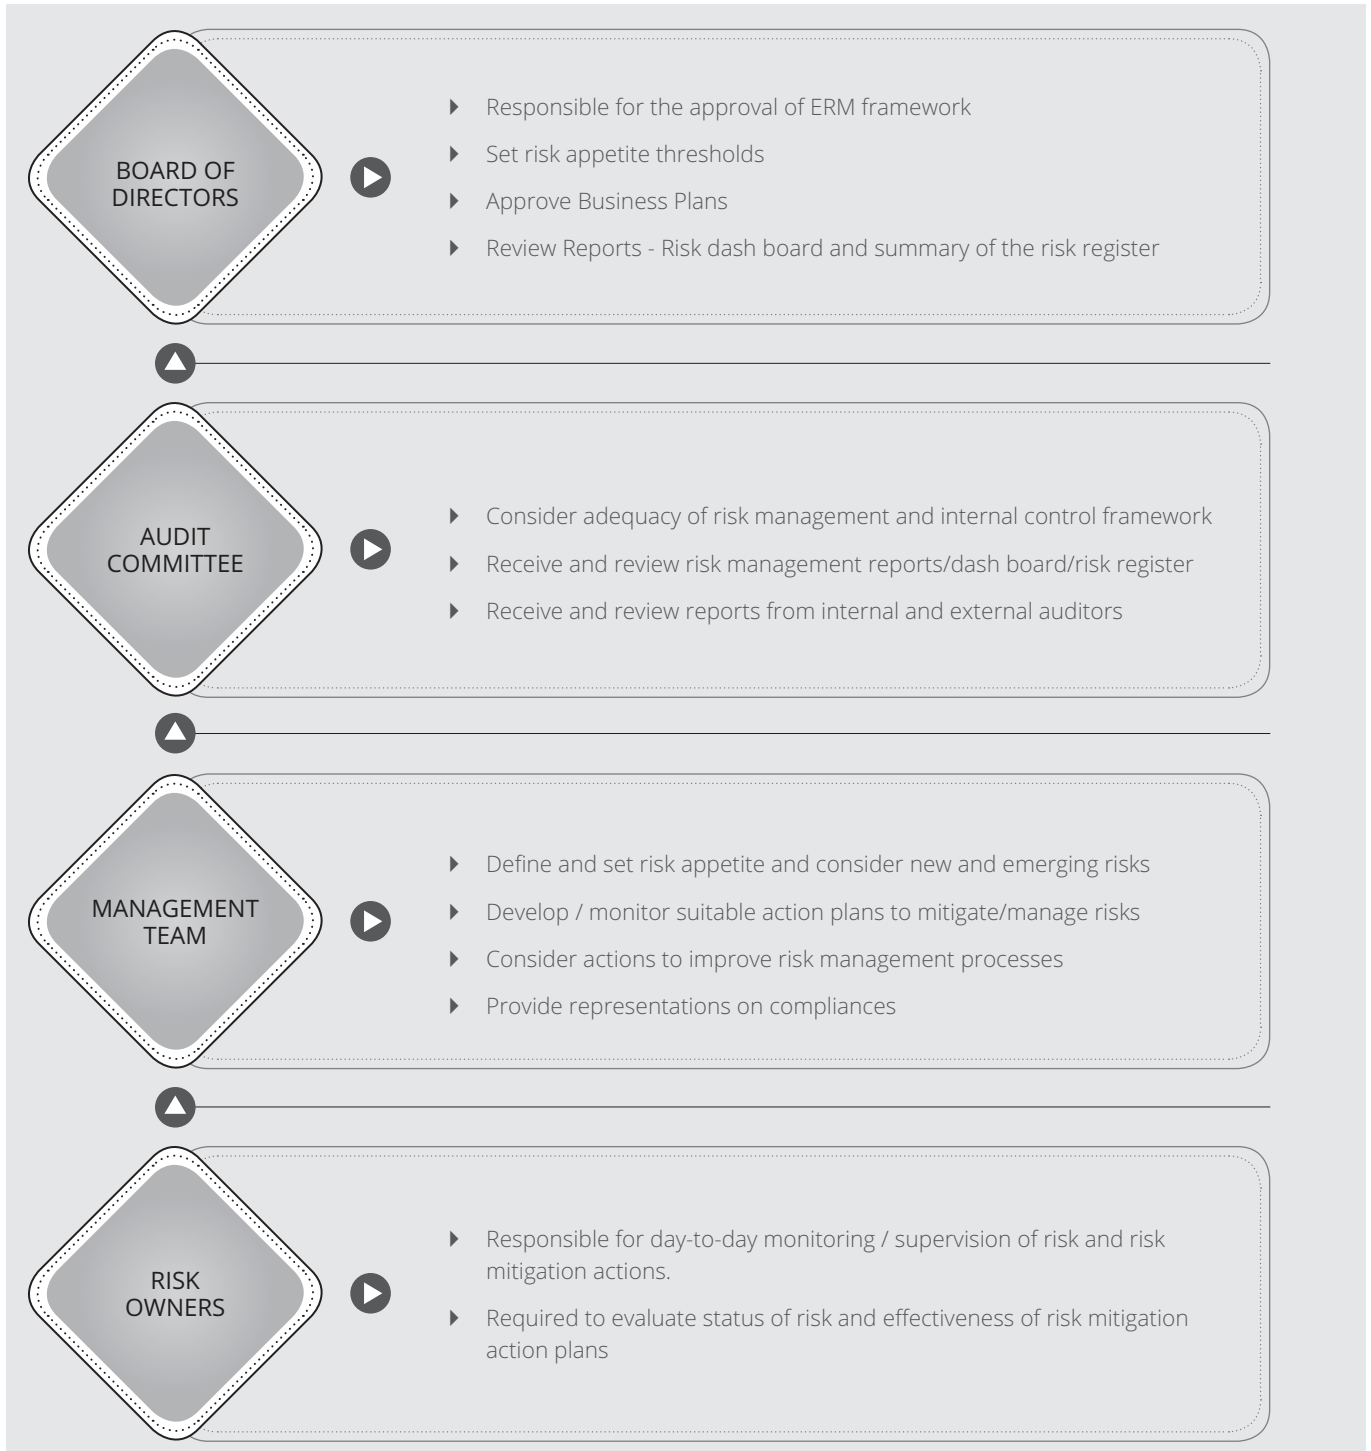 BOARD OF
DIRECTORS
Responsible for the approval of ERM framework
Set risk appetite thresholds
Approve Business Plans
Review Reports - Risk dash board and summary of the risk register
AUDIT
COMMITTEE
Consider adequacy of risk management and internal control framework
Receive and review risk management reports/dash board/risk register
Receive and review reports from internal and external auditors
MANAGEMENT
TEAM
Define and set risk appetite and consider new and emerging risks
Develop / monitor suitable action plans to mitigate/manage risks
Consider actions to improve risk management processes
Provide representations on compliances
RISK
OWNERS
Responsible for day-to-day monitoring / supervision of risk and risk
mitigation actions.
Required to evaluate status of risk and effectiveness of risk mitigation
action plans